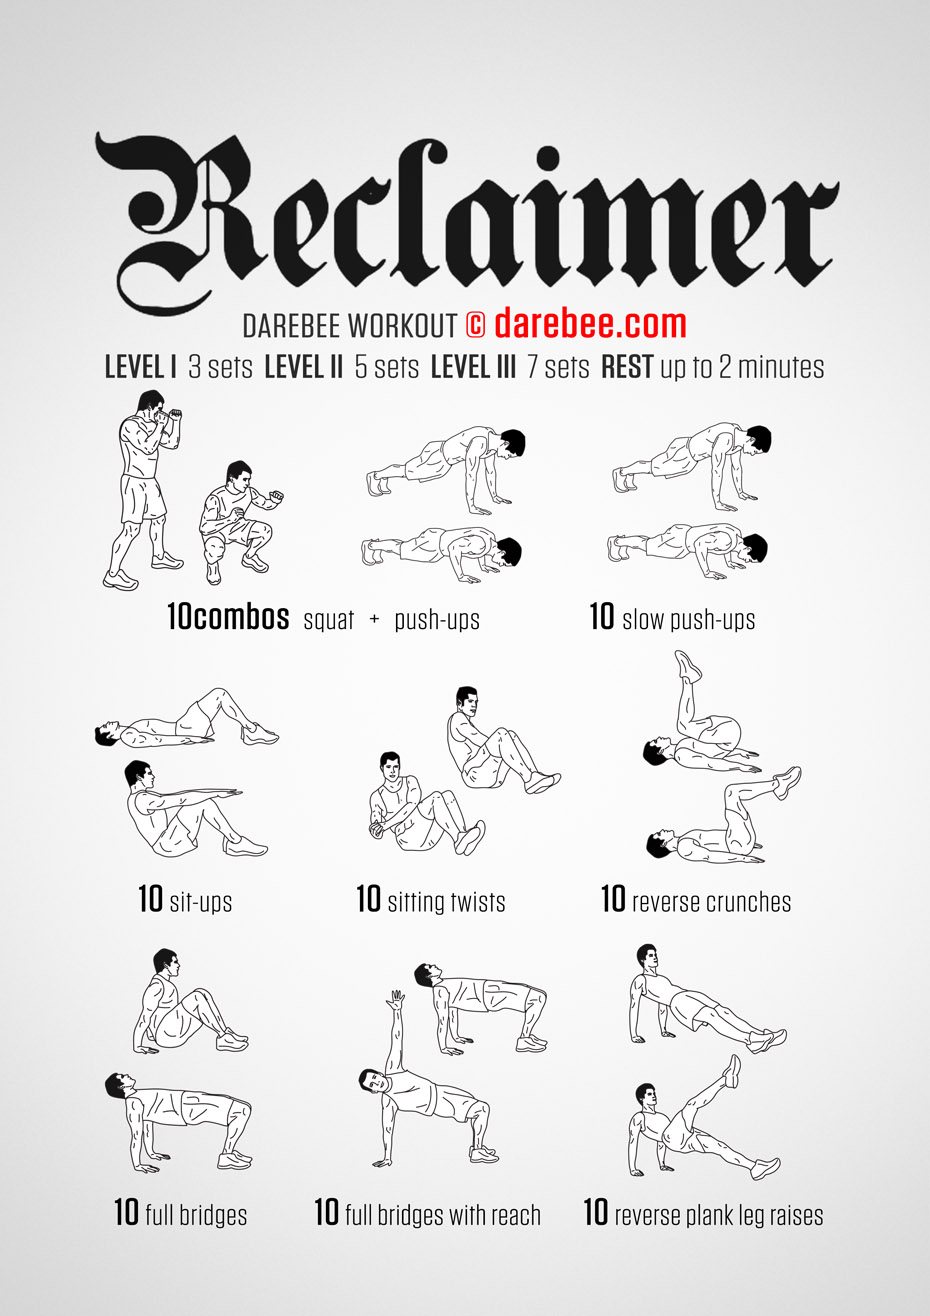 Reclaimer
DAREBEE WORKOUT © darebee.com
LEVEL I 3 sets LEVEL II 5 sets LEVEL III 7 sets REST up to 2 minutes
10combos squat + push-ups
10 slow push-ups
10 sit-ups
10 sitting twists
10 reverse crunches
10 full bridges
10 full bridges with reach
10 reverse plank leg raises